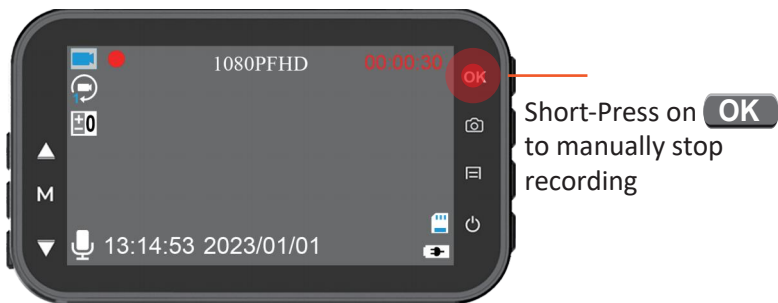 1080PFHD 00:00:30
OK
1
±0
M
13:14:53 2023/01/01
Short-Press on OK
to manually stop
recording